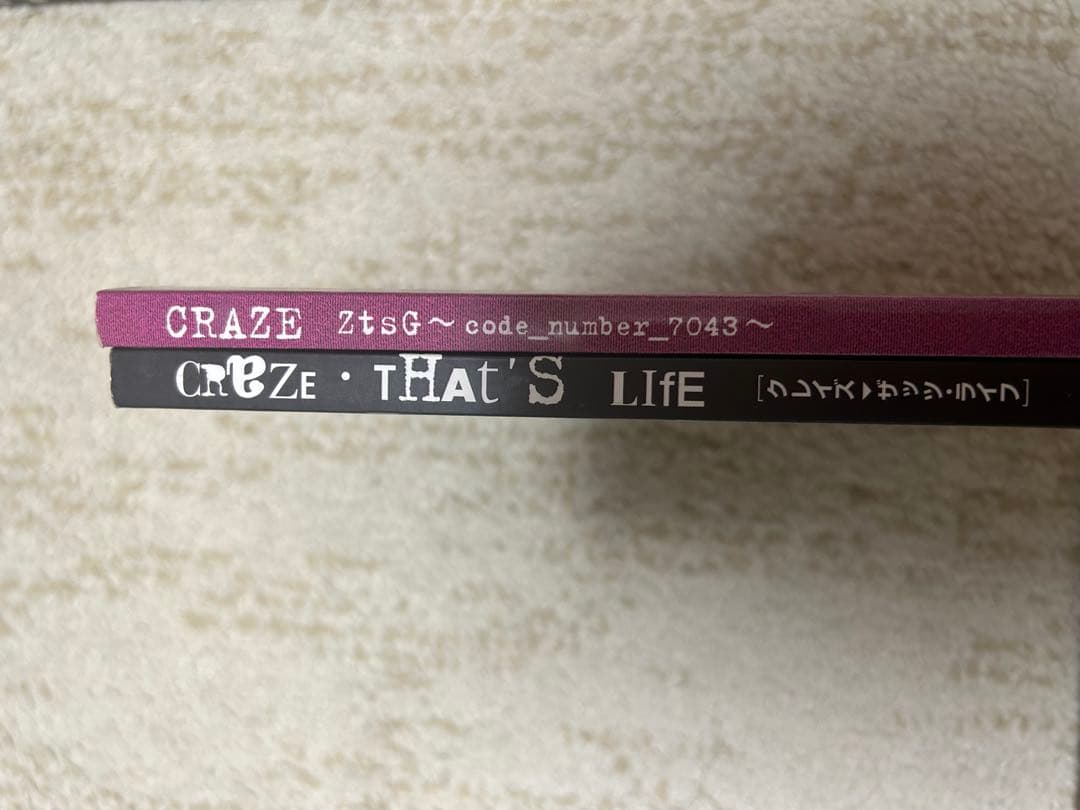 CRAZE ZtsG～code_number_7043～
CRaZE・THAt'S LIfE [クレイズ▶ザッツ・ライフ]